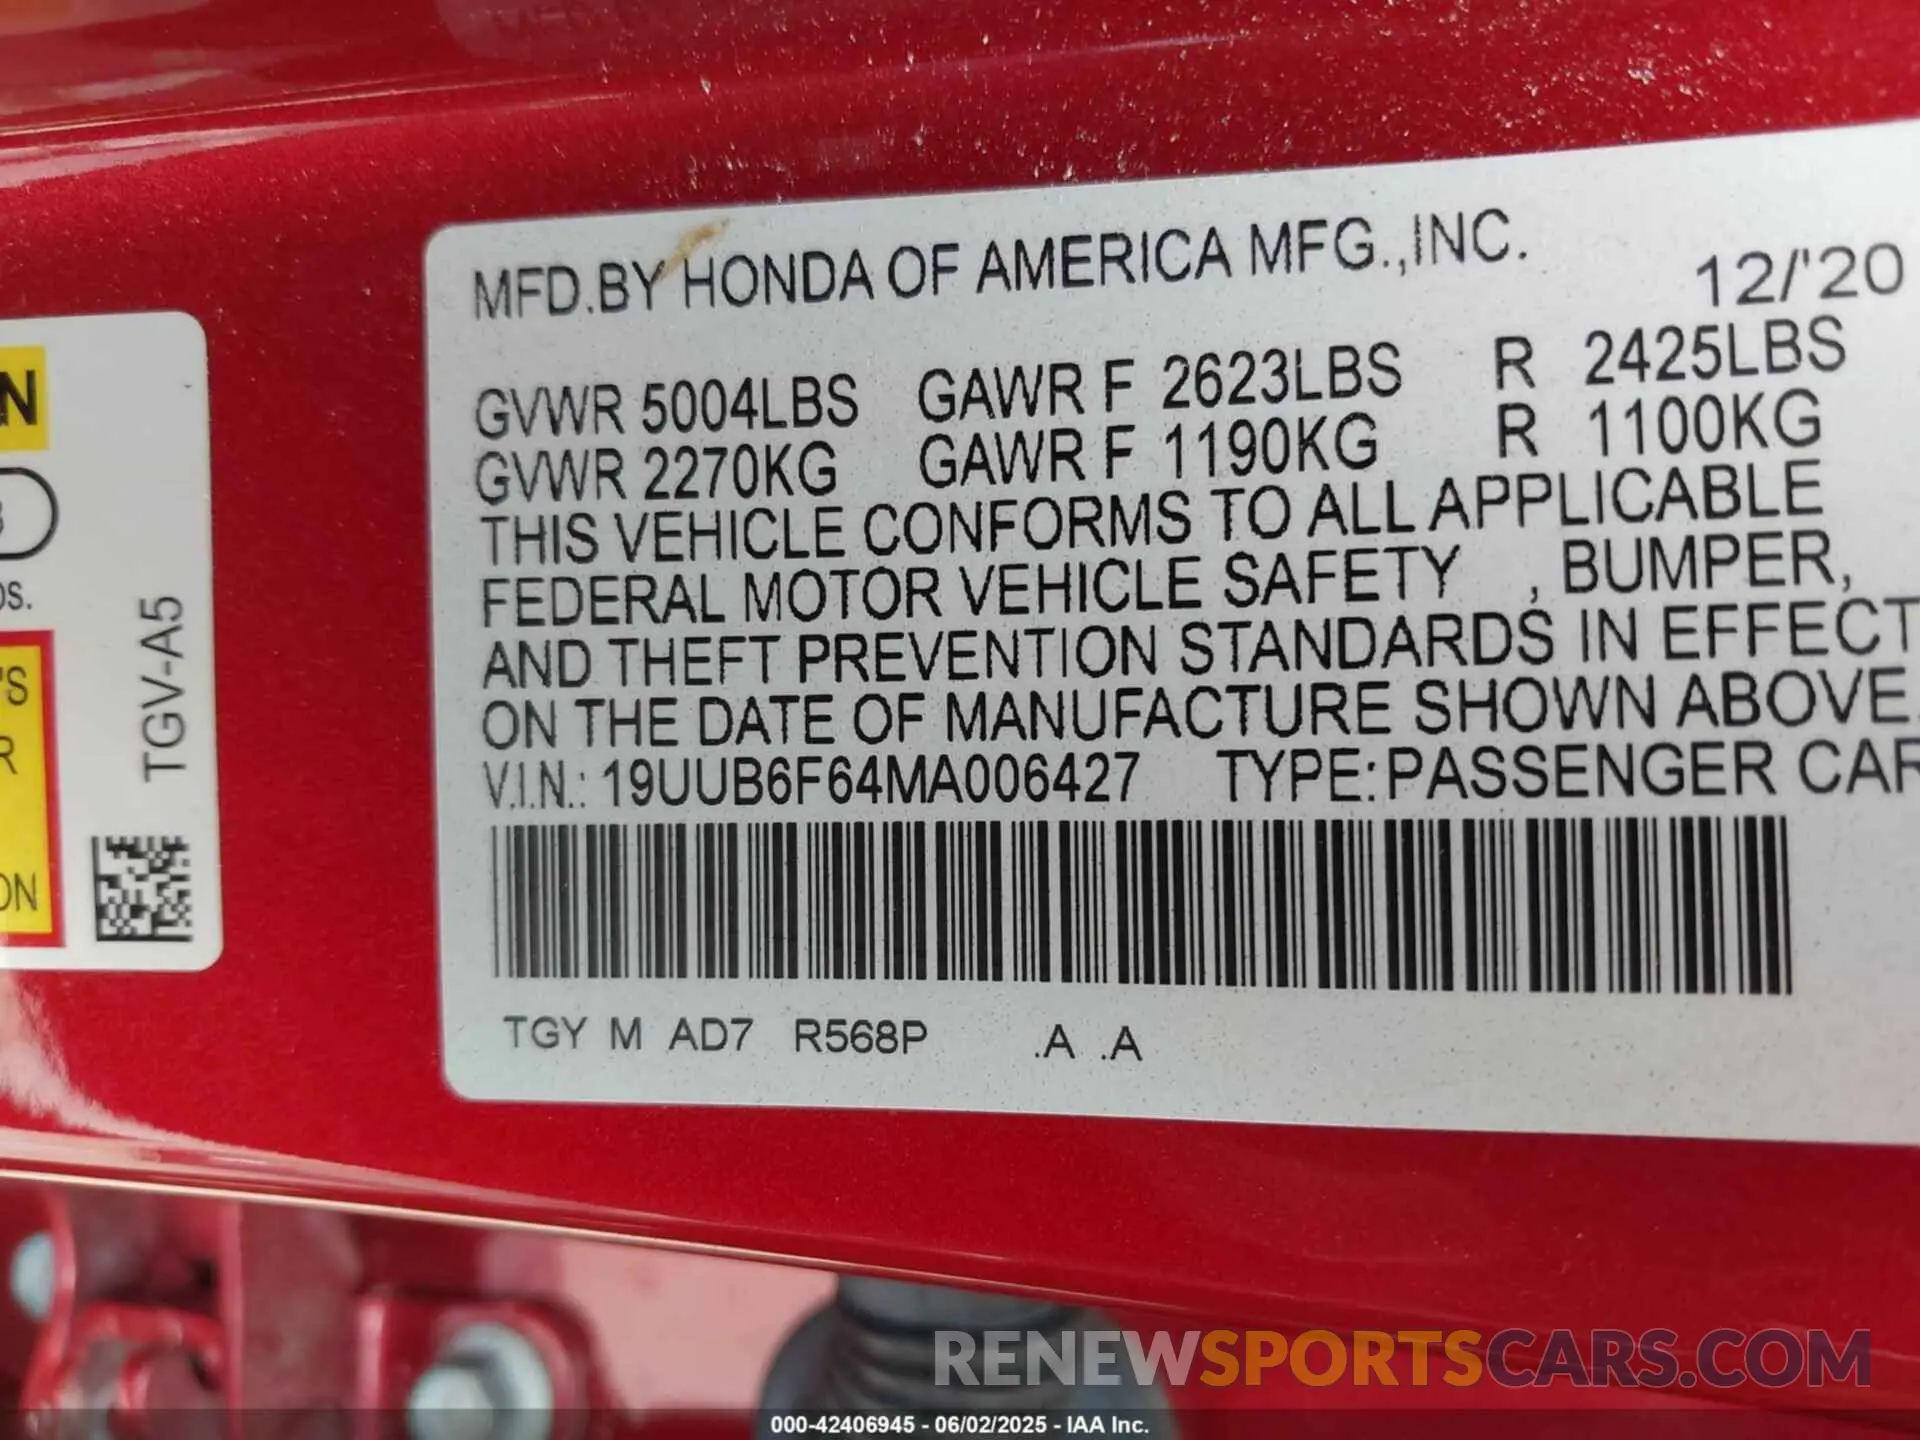 MFD.BY HONDA OF AMERICA MFG.,INC.
12/'20
GVWR 5004LBS GAWR F 2623LBS R 2425LBS
GVWR 2270KG GAWR F 1190KG R 1100KG
THIS VEHICLE CONFORMS TO ALL APPLICABLE
FEDERAL MOTOR VEHICLE SAFETY , BUMPER,
AND THEFT PREVENTION STANDARDS IN EFFECT
ON THE DATE OF MANUFACTURE SHOWN ABOVE.
V.I.N.: 19UUB6F64MA006427 TYPE:PASSENGER CAR
TGY M AD7 R568P .A .A
TGV-A5
RENEWSPORTSCARS.COM
000-42406945 - 06/02/2025 - IAA Inc.